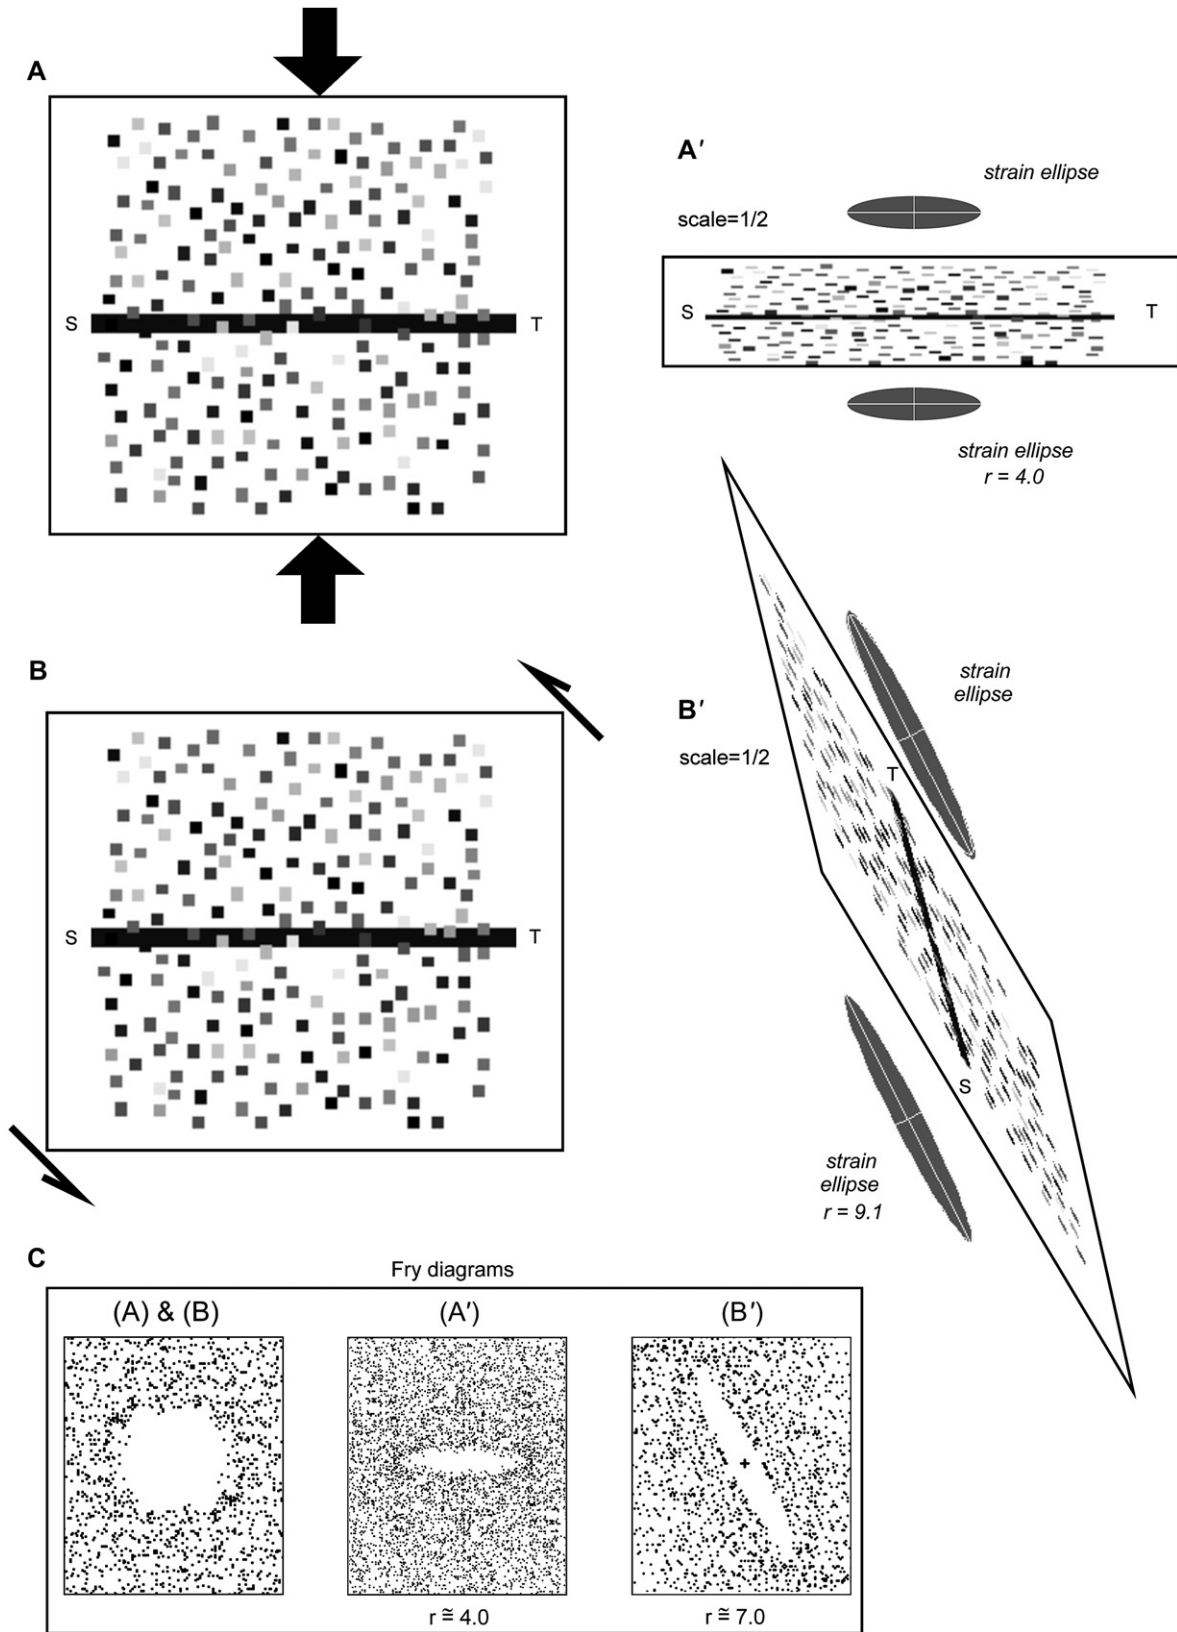 A
S
T
A′
strain ellipse
scale=1/2
S
T
strain ellipse
r = 4.0
B
S
T
B′
scale=1/2
strain
ellipse
T
S
strain
ellipse
r = 9.1
C
Fry diagrams
(A) & (B)
(A′)
(B′)
r ≅ 4.0
r ≅ 7.0